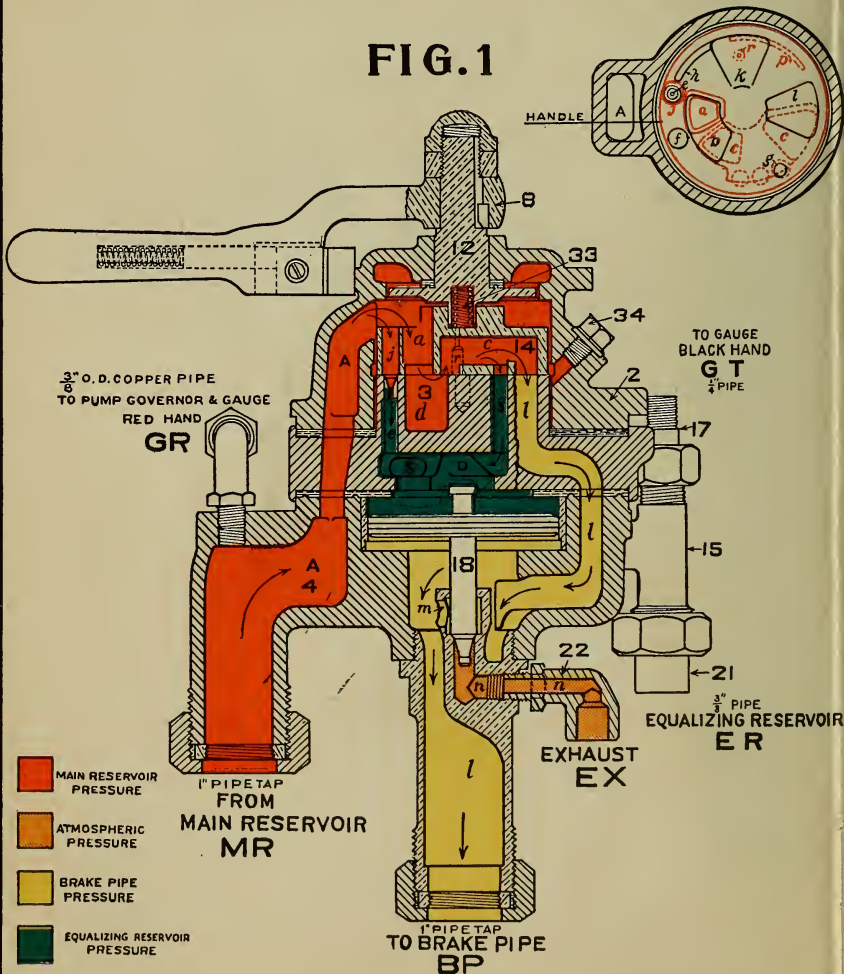 FIG. 1
h r p
e k
j a l
HANDLE A
f b c c
g
8
12
33
34
A a c 14
j r
TO GAUGE
BLACK HAND
GT
1/4" PIPE
3/8" O.D. COPPER PIPE
TO PUMP GOVERNOR & GAUGE
RED HAND
GR
3
d
e g l
2
17
S D
l
15
18
A
4
m
22
n n
21
3/8" PIPE
EQUALIZING RESERVOIR
ER
EXHAUST
EX
l
MAIN RESERVOIR
PRESSURE
1" PIPE TAP
FROM
MAIN RESERVOIR
MR
ATMOSPHERIC
PRESSURE
BRAKE PIPE
PRESSURE
EQUALIZING RESERVOIR
PRESSURE
1" PIPE TAP
TO BRAKE PIPE
BP